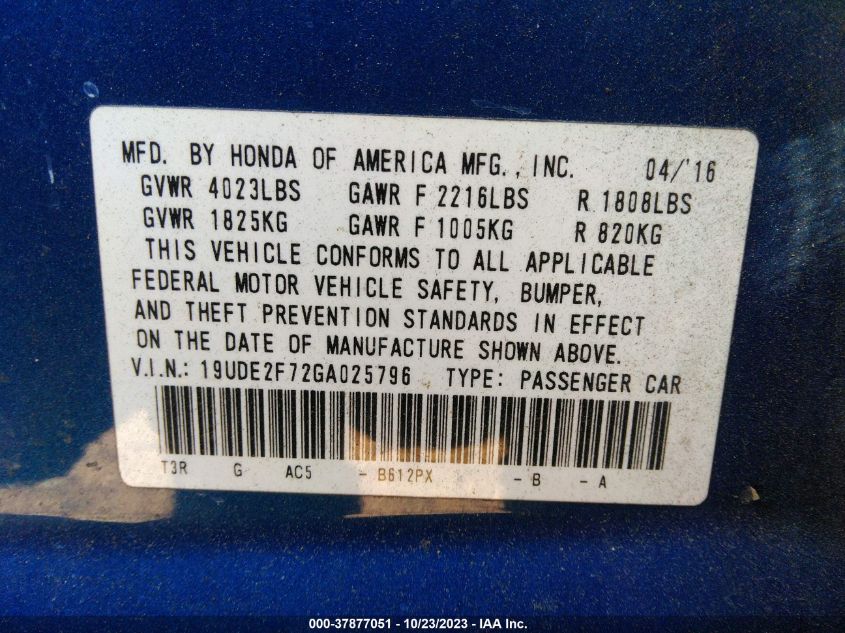 MFD. BY HONDA OF AMERICA MFG., INC. 04/'16
GVWR 4023LBS GAWR F 2216LBS R 1808LBS
GVWR 1825KG GAWR F 1005KG R 820KG
THIS VEHICLE CONFORMS TO ALL APPLICABLE
FEDERAL MOTOR VEHICLE SAFETY, BUMPER,
AND THEFT PREVENTION STANDARDS IN EFFECT
ON THE DATE OF MANUFACTURE SHOWN ABOVE.
V.I.N.: 19UDE2F72GA025796 TYPE: PASSENGER CAR
T3R G AC5 - B612PX - B - A
000-37877051 - 10/23/2023 - IAA Inc.